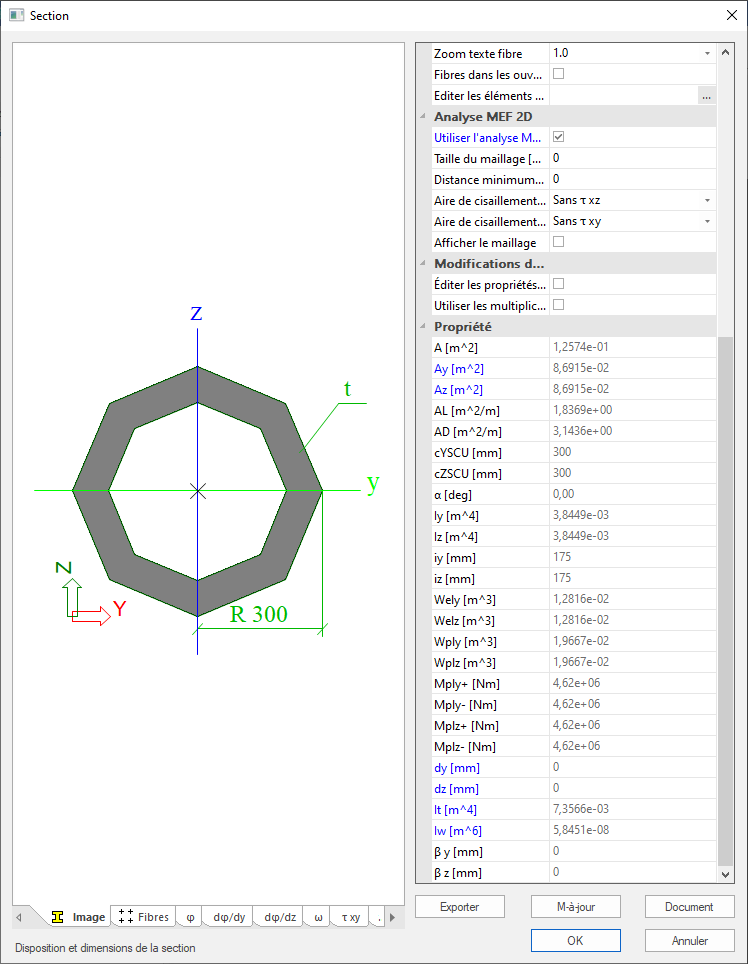 Section
Zoom texte fibre 1.0
Fibres dans les ouv...
Editer les éléments ... ...
Analyse MEF 2D
Utiliser l'analyse M...
Taille du maillage [... 0
Distance minimum... 0
Aire de cisaillement... Sans τ xz
Aire de cisaillement... Sans τ xy
Afficher le maillage
Modifications d...
Éditer les propriétés...
Utiliser les multiplic...
Propriété
A [m^2] 1,2574e-01
Ay [m^2] 8,6915e-02
Az [m^2] 8,6915e-02
AL [m^2/m] 1,8369e+00
AD [m^2/m] 3,1436e+00
cYSCU [mm] 300
cZSCU [mm] 300
α [deg] 0,00
Iy [m^4] 3,8449e-03
Iz [m^4] 3,8449e-03
iy [mm] 175
iz [mm] 175
Wely [m^3] 1,2816e-02
Welz [m^3] 1,2816e-02
Wply [m^3] 1,9667e-02
Wplz [m^3] 1,9667e-02
Mply+ [Nm] 4,62e+06
Mply- [Nm] 4,62e+06
Mplz+ [Nm] 4,62e+06
Mplz- [Nm] 4,62e+06
dy [mm] 0
dz [mm] 0
It [m^4] 7,3566e-03
Iw [m^6] 5,8451e-08
β y [mm] 0
β z [mm] 0
z
t
y
Z
Y
R 300
Image Fibres φ dφ/dy dφ/dz ω τ xy .
Exporter M-à-jour Document
Disposition et dimensions de la section
OK Annuler